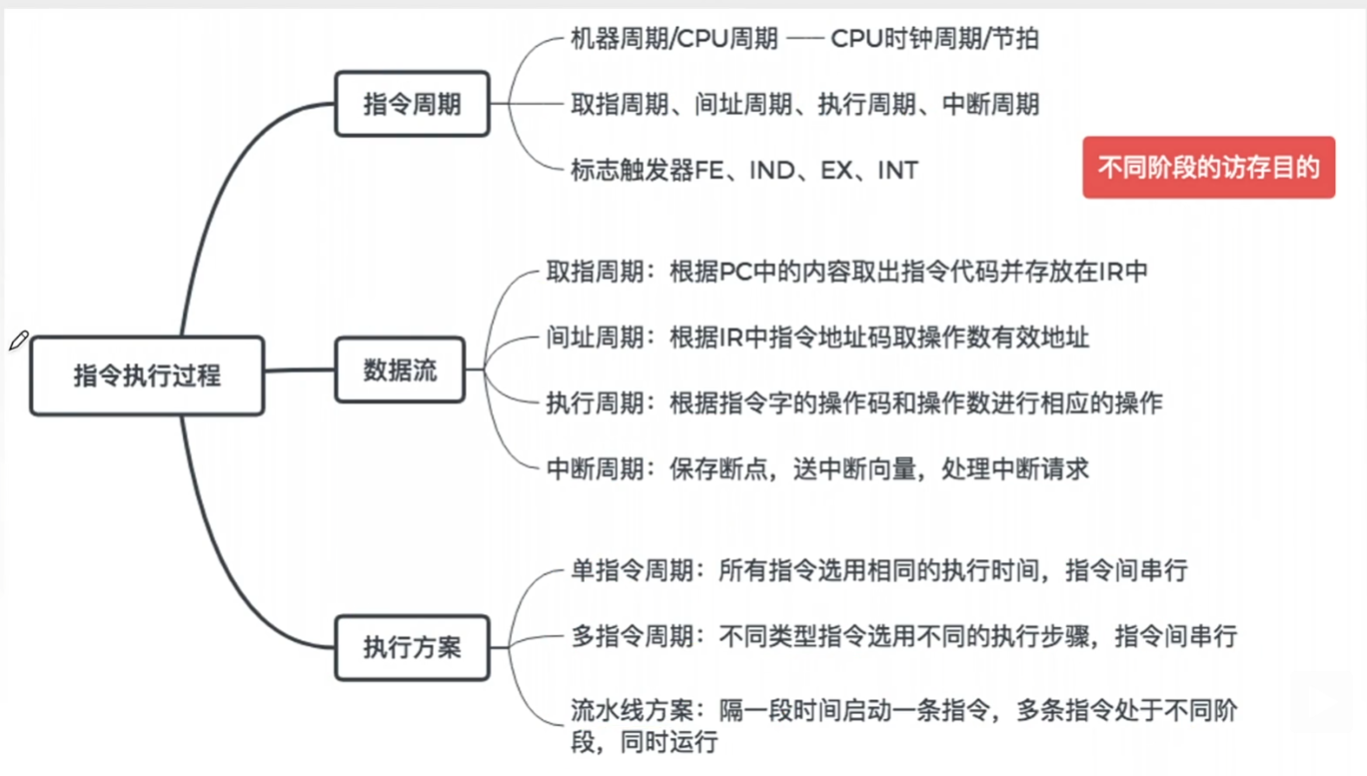 机器周期/CPU周期 —— CPU时钟周期/节拍
指令周期
取指周期、间址周期、执行周期、中断周期
标志触发器FE、IND、EX、INT
不同阶段的访存目的
取指周期：根据PC中的内容取出指令代码并存放在IR中
间址周期：根据IR中指令地址码取操作数有效地址
指令执行过程
数据流
执行周期：根据指令字的操作码和操作数进行相应的操作
中断周期：保存断点，送中断向量，处理中断请求
单指令周期：所有指令选用相同的执行时间，指令间串行
执行方案
多指令周期：不同类型指令选用不同的执行步骤，指令间串行
流水线方案：隔一段时间启动一条指令，多条指令处于不同阶
段，同时运行